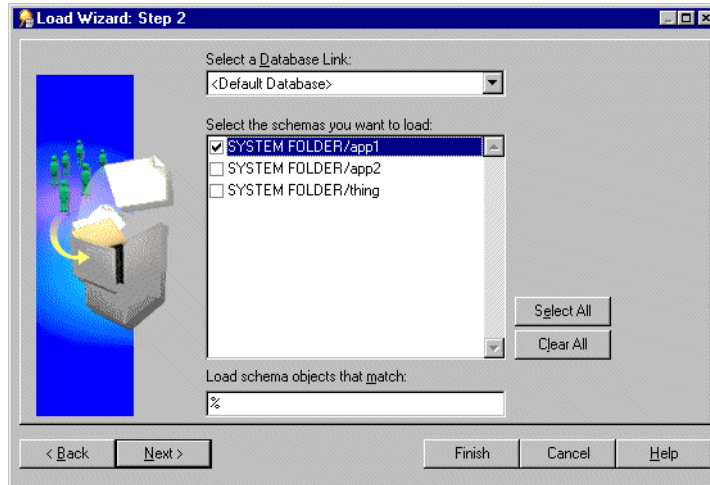 Load Wizard: Step 2
Select a Database Link:
<Default Database>
Select the schemas you want to load:
SYSTEM FOLDER/app1
SYSTEM FOLDER/app2
SYSTEM FOLDER/thing
Select All
Clear All
Load schema objects that match:
%
< Back Next > Finish Cancel Help